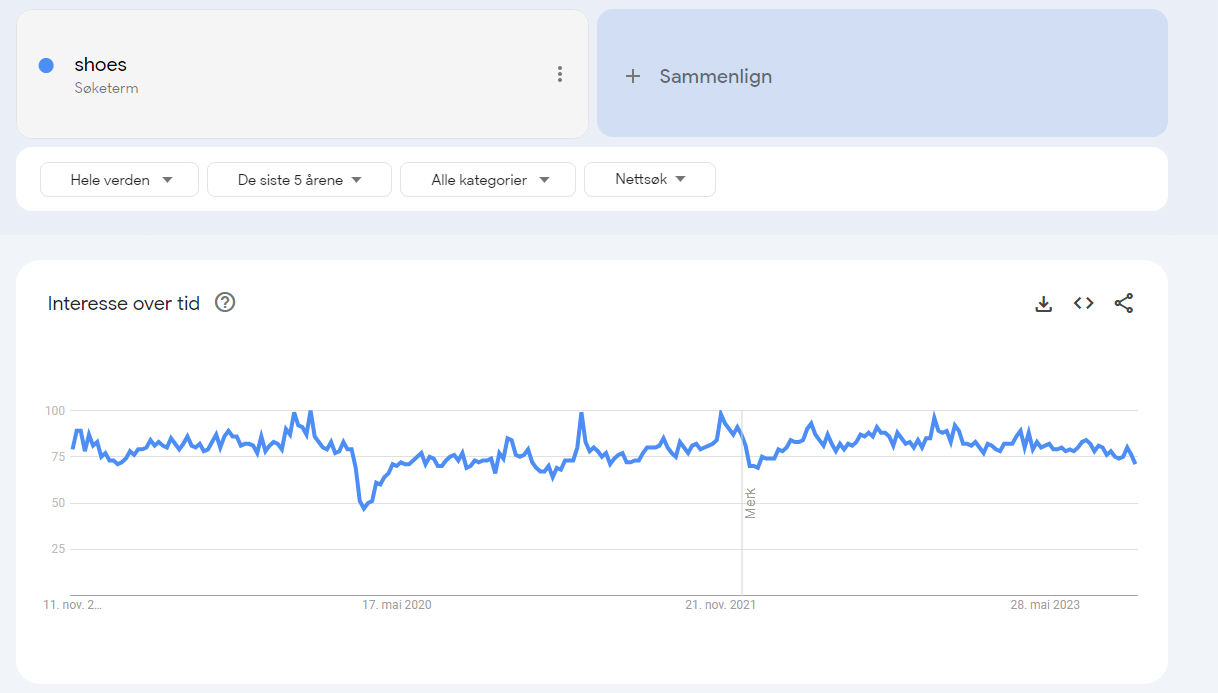 shoes
Søketerm
+ Sammenlign
Hele verden
De siste 5 årene
Alle kategorier
Nettsøk
Interesse over tid
100
75
50
25
Merk
11. nov. 2…
17. mai 2020
21. nov. 2021
28. mai 2023